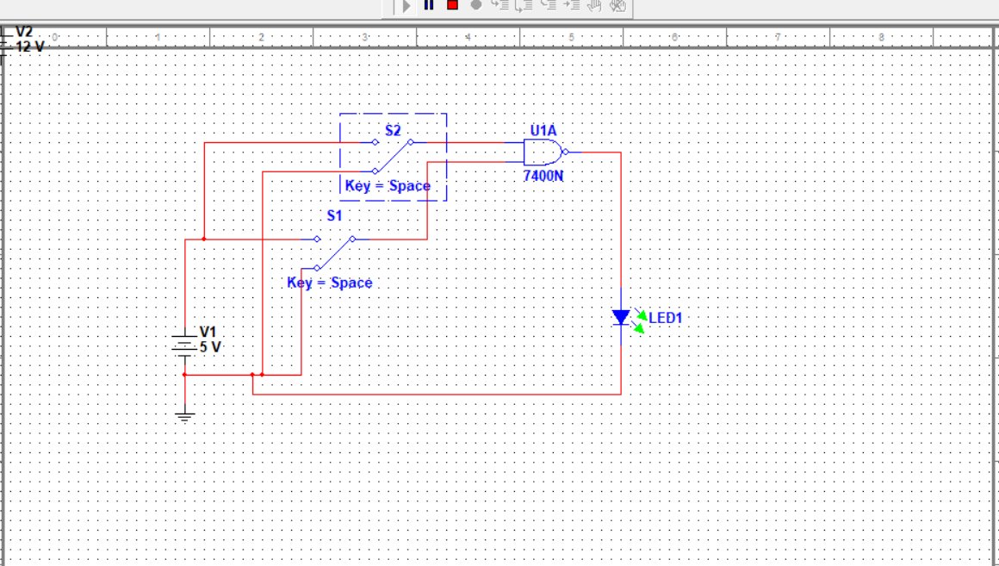 V2
12 V
0 1 2 3 4 5 6 7 8
S2
U1A
Key = Space
7400N
S1
Key = Space
LED1
V1
5 V